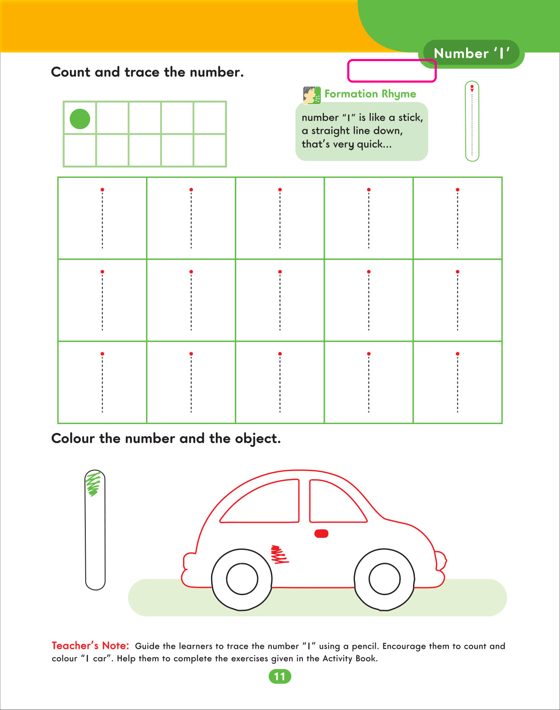 Number ‘1’
Count and trace the number.
Formation Rhyme
number “1” is like a stick,
a straight line down,
that’s very quick...
Colour the number and the object.
Teacher’s Note: Guide the learners to trace the number “1” using a pencil. Encourage them to count and
colour “1 car”. Help them to complete the exercises given in the Activity Book.
11